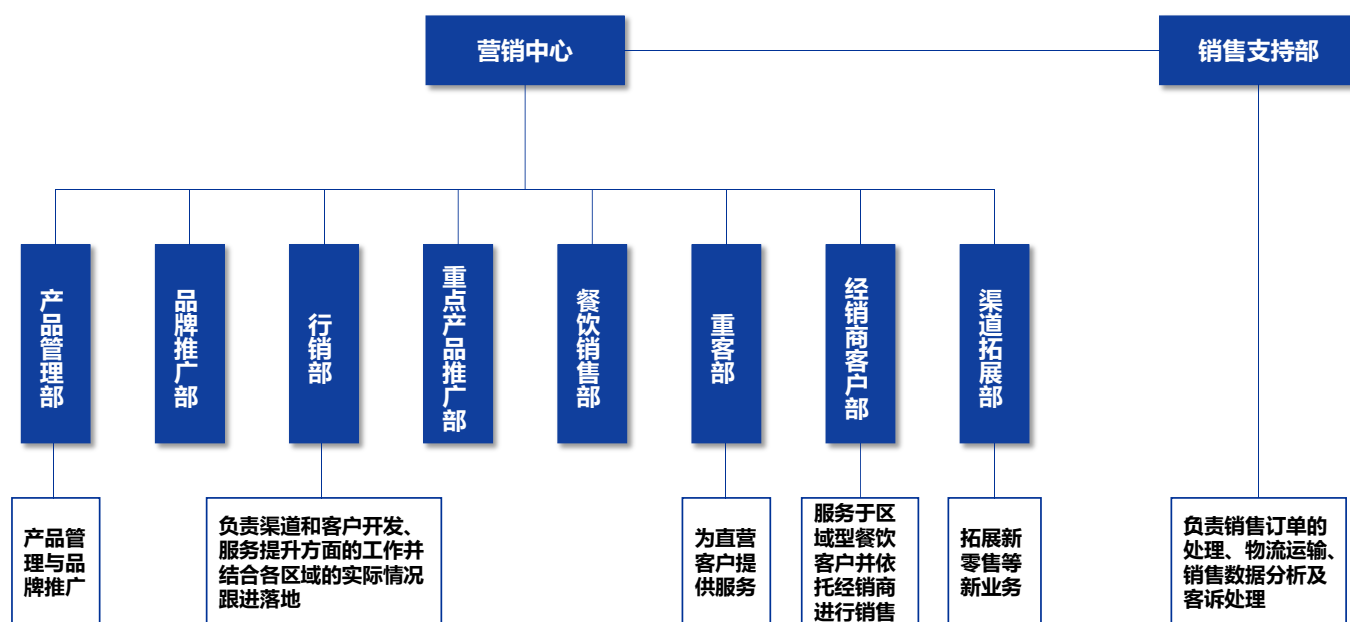 营销中心
销售支持部
产品管理部
品牌推广部
行销部
重点产品推广部
餐饮销售部
重客部
经销商客户部
渠道拓展部
产品管
理与品
牌推广
负责渠道和客户开发、
服务提升方面的工作并
结合各区域的实际情况
跟进落地
为直营
客户提
供服务
服务于区
域型餐饮
客户并依
托经销商
进行销售
拓展新
零售等
新业务
负责销售订单的
处理、物流运输、
销售数据分析及
客诉处理